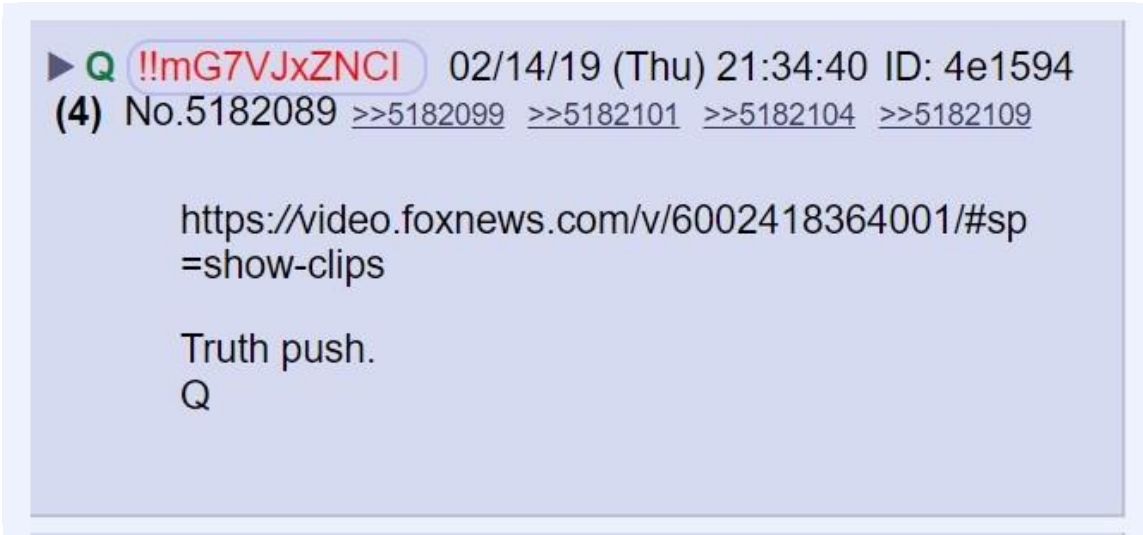 ▶ Q !!mG7VJxZNCI 02/14/19 (Thu) 21:34:40 ID: 4e1594
(4) No.5182089 >>5182099 >>5182101 >>5182104 >>5182109
https://video.foxnews.com/v/6002418364001/#sp
=show-clips
Truth push.
Q